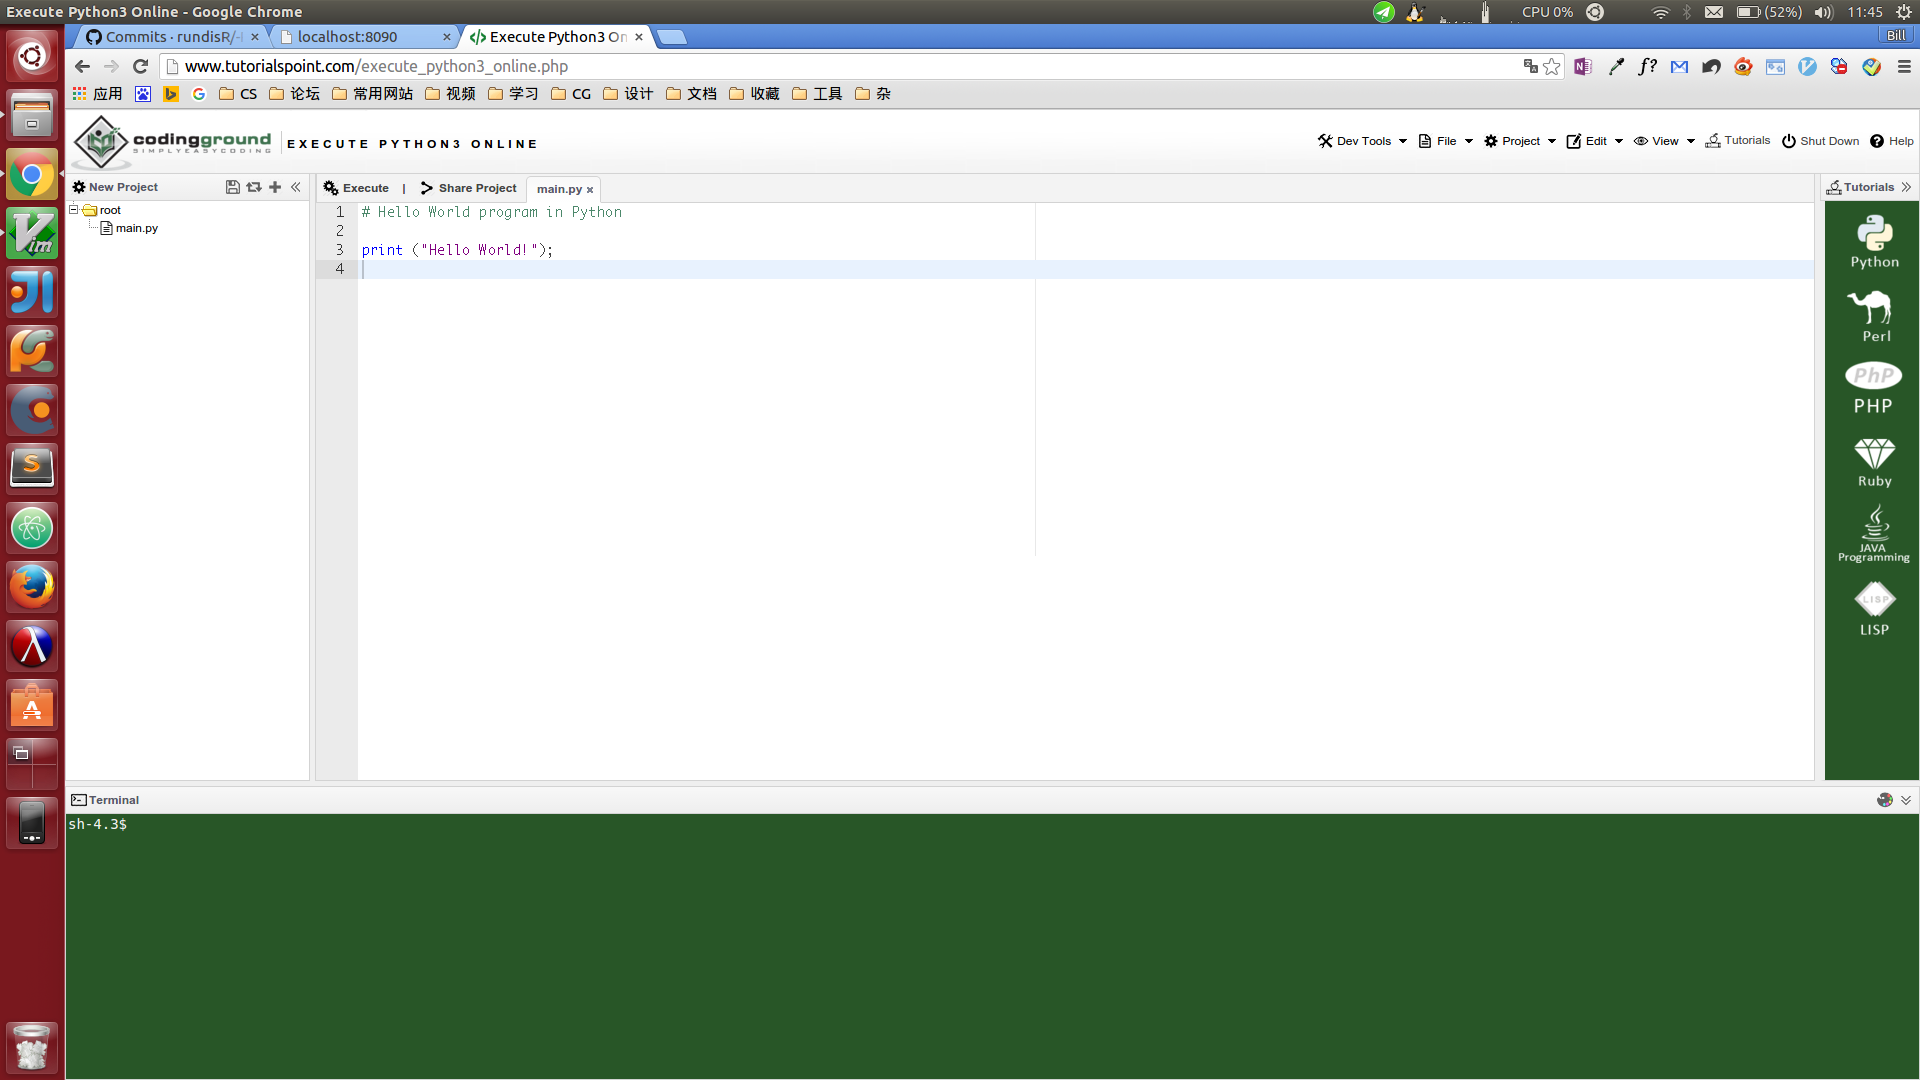 Execute Python3 Online - Google Chrome
CPU 0%
(52%)
11:45
Commits · rundisR/-
localhost:8090
Execute Python3 On
Bill
www.tutorialspoint.com/execute_python3_online.php
f?
应用
CS
论坛
常用网站
视频
学习
CG
设计
文档
收藏
工具
杂
codingground
SIMPLYEASYCODING
EXECUTE PYTHON3 ONLINE
Dev Tools
File
Project
Edit
View
Tutorials
Shut Down
Help
New Project
root
main.py
Execute | Share Project
main.py
1 # Hello World program in Python
2
3 print ("Hello World!");
4
Tutorials
Python
Perl
PhP
PHP
Ruby
JAVA
Programming
LISP
LISP
Terminal
sh-4.3$